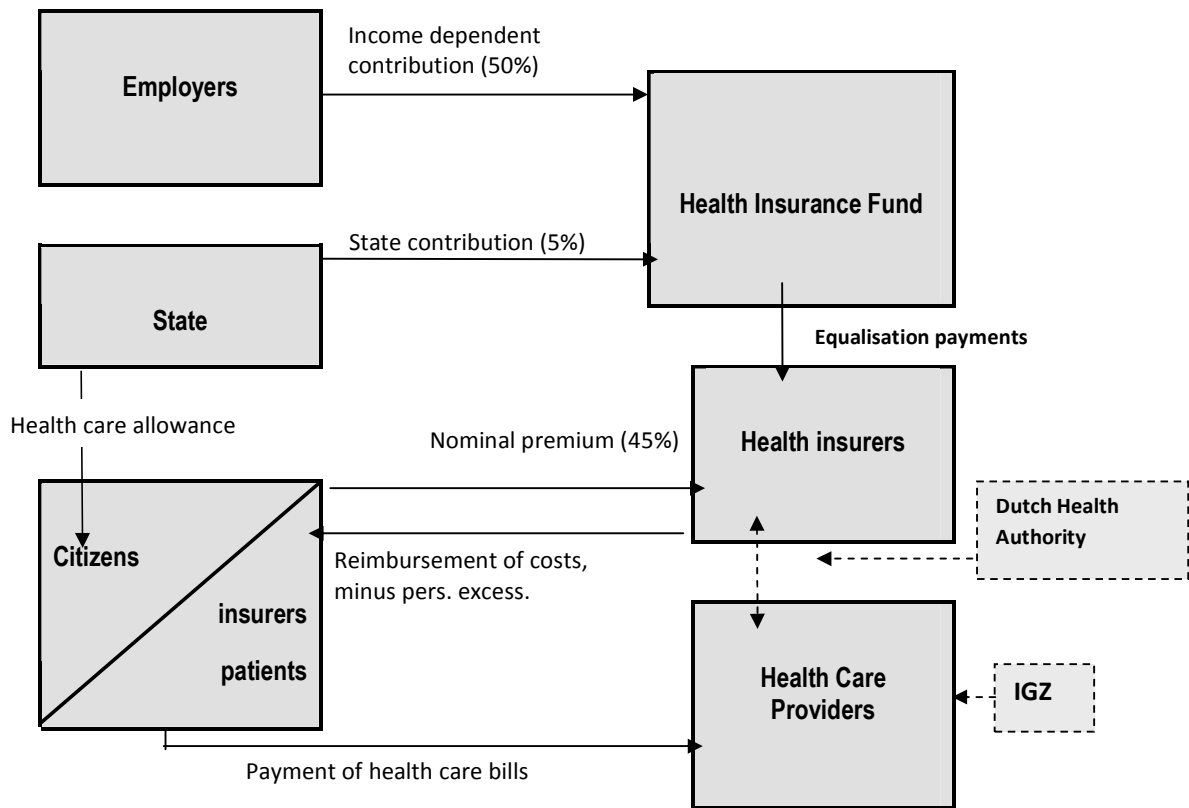 Income dependent
contribution (50%)
Employers
Health Insurance Fund
State contribution (5%)
State
Equalisation payments
Health care allowance
Nominal premium (45%)
Health insurers
Dutch Health
Authority
Citizens
Reimbursement of costs,
minus pers. excess.
insurers
patients
Health Care
Providers
IGZ
Payment of health care bills